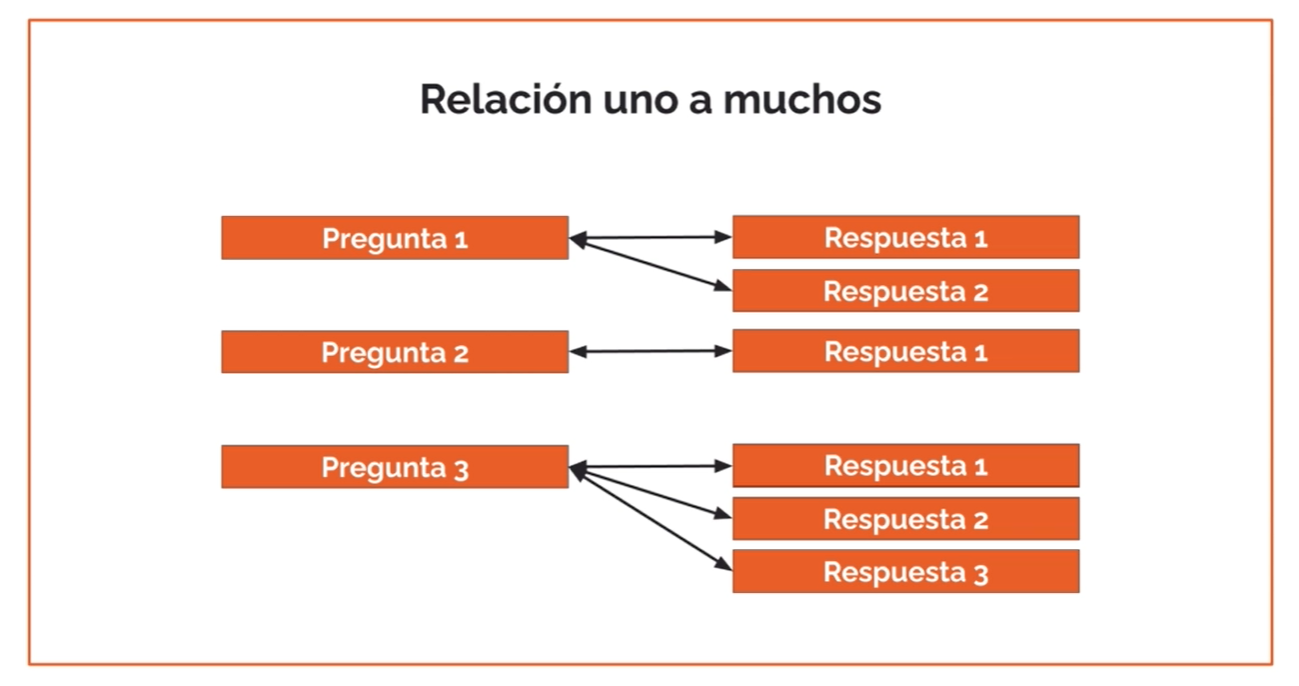 Relación uno a muchos
Pregunta 1
Respuesta 1
Respuesta 2
Pregunta 2
Respuesta 1
Pregunta 3
Respuesta 1
Respuesta 2
Respuesta 3